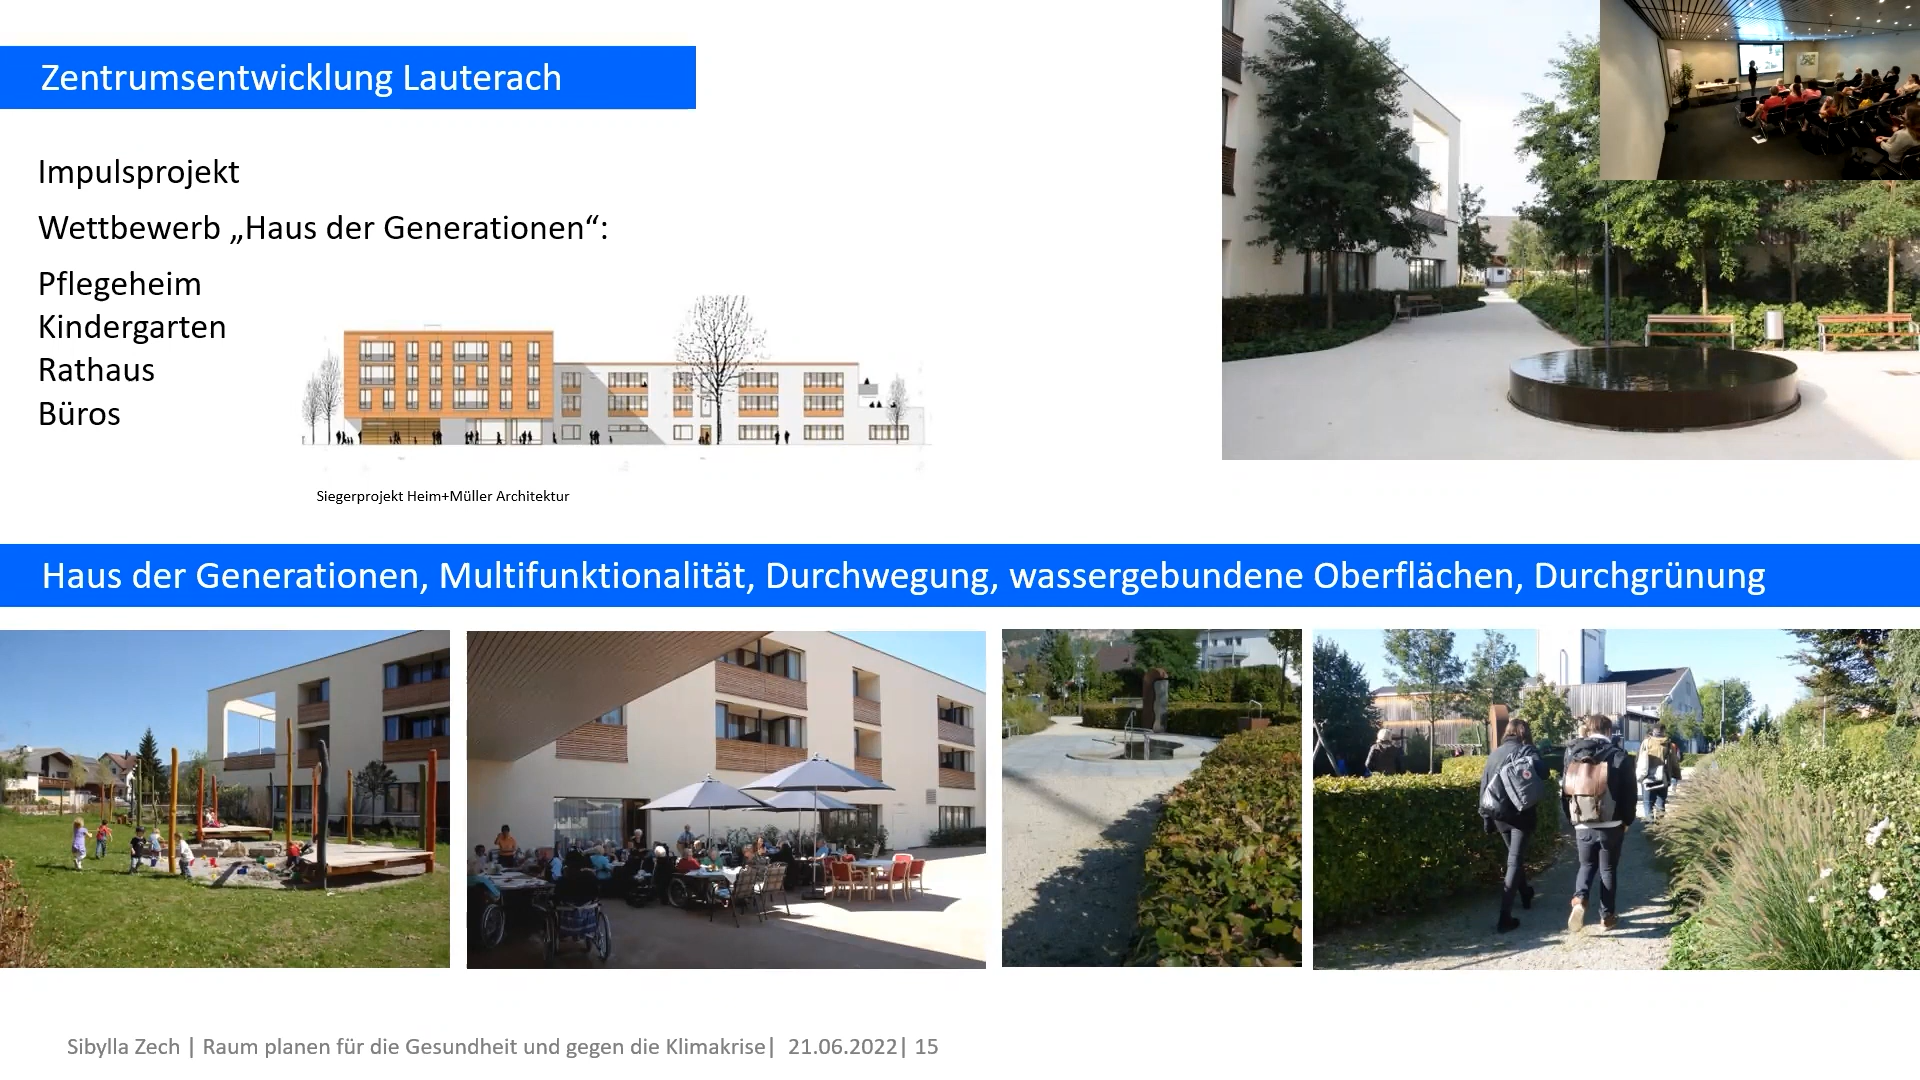 Zentrumsentwicklung Lauterach
Impulsprojekt
Wettbewerb „Haus der Generationen“:
Pflegeheim
Kindergarten
Rathaus
Büros
Siegerprojekt Heim+Müller Architektur
Haus der Generationen, Multifunktionalität, Durchwegung, wassergebundene Oberflächen, Durchgrünung
Sibylla Zech | Raum planen für die Gesundheit und gegen die Klimakrise| 21.06.2022| 15